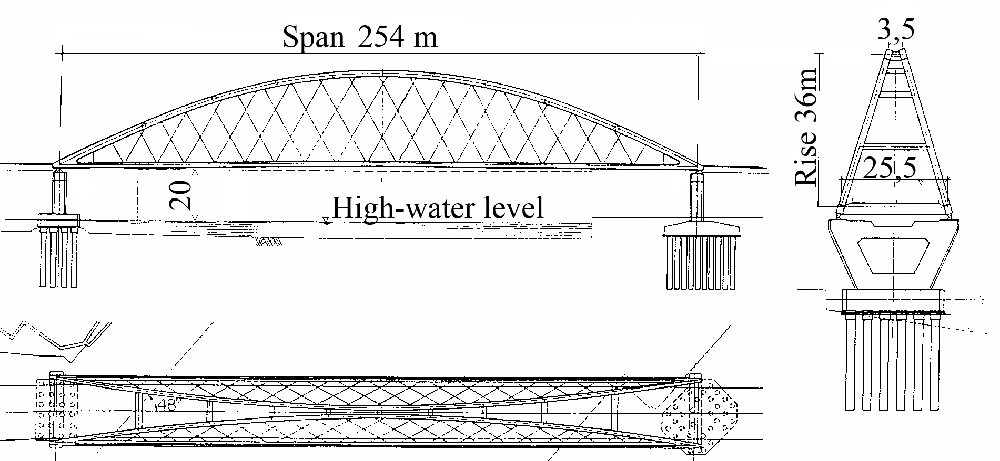 Span 254 m
3,5
Rise 36m
25,5
20
High-water level
48°